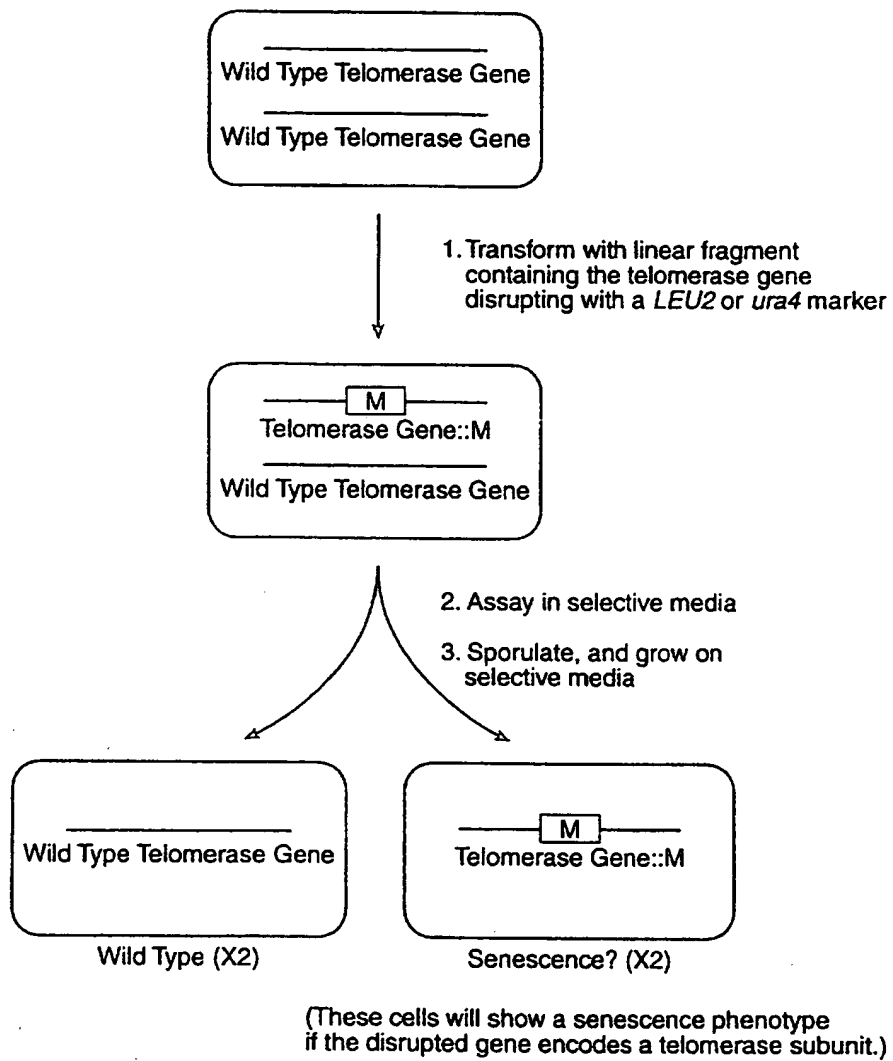 Wild Type Telomerase Gene
Wild Type Telomerase Gene
1. Transform with linear fragment
containing the telomerase gene
disrupting with a LEU2 or ura4 marker
M
Telomerase Gene::M
Wild Type Telomerase Gene
2. Assay in selective media
3. Sporulate, and grow on
selective media
Wild Type Telomerase Gene
Wild Type (X2)
M
Telomerase Gene::M
Senescence? (X2)
(These cells will show a senescence phenotype
if the disrupted gene encodes a telomerase subunit.)